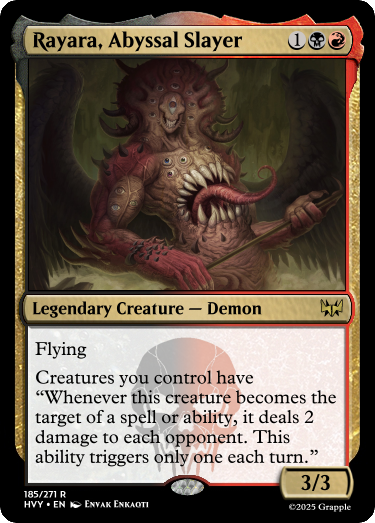 Rayara, Abyssal Slayer 1
Legendary Creature — Demon
Flying
Creatures you control have
“Whenever this creature becomes the
target of a spell or ability, it deals 2
damage to each opponent. This
ability triggers only one each turn.”
3/3
185/271 R
HVY • EN Envak Enkaoti
©2025 Grapple